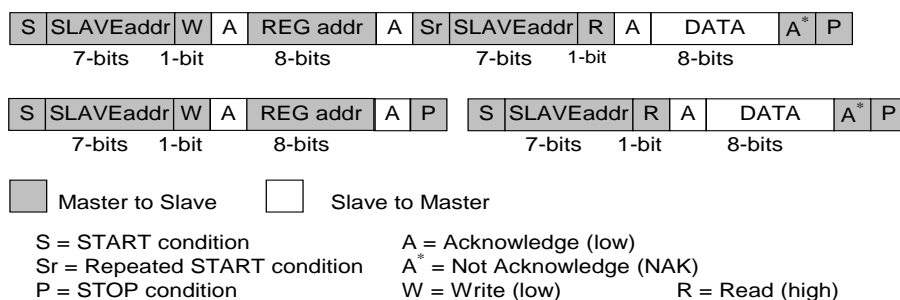 S SLAVEaddr W A REG addr A Sr SLAVEaddr R A DATA A* P
7-bits 1-bit 8-bits 7-bits 1-bit 8-bits
S SLAVEaddr W A REG addr A P S SLAVEaddr R A DATA A* P
7-bits 1-bit 8-bits 7-bits 1-bit 8-bits
Master to Slave Slave to Master
S = START condition A = Acknowledge (low)
Sr = Repeated START condition A* = Not Acknowledge (NAK)
P = STOP condition W = Write (low) R = Read (high)